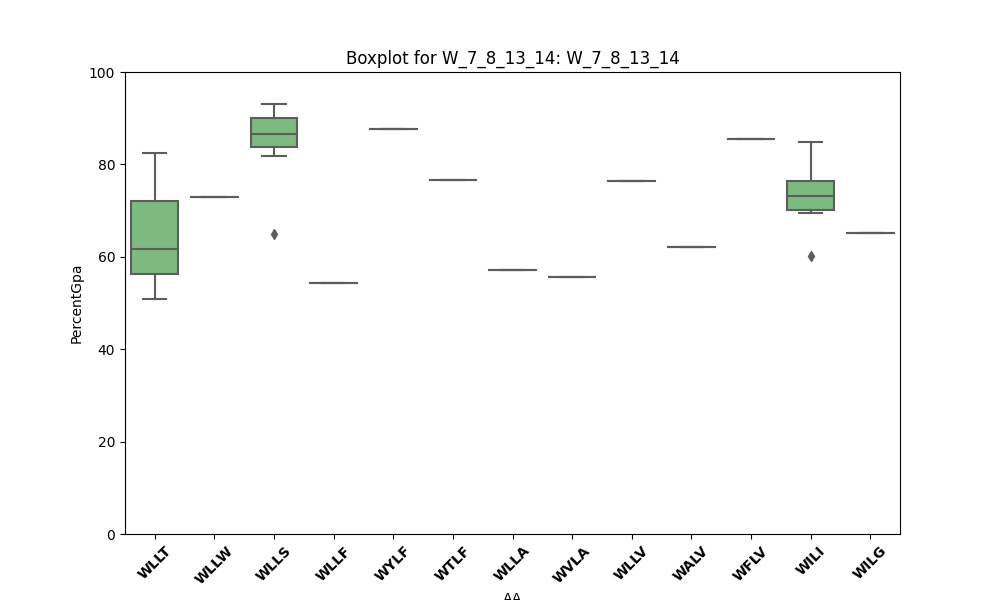 Boxplot for W_7_8_13_14: W_7_8_13_14
100
80
60
40
20
0
PercentGpa
WLLT
WLLW
WLLS
WLLF
WYLF
WTLF
WLLA
WVLA
WLLV
WALV
WFLV
WILI
WILG
AA